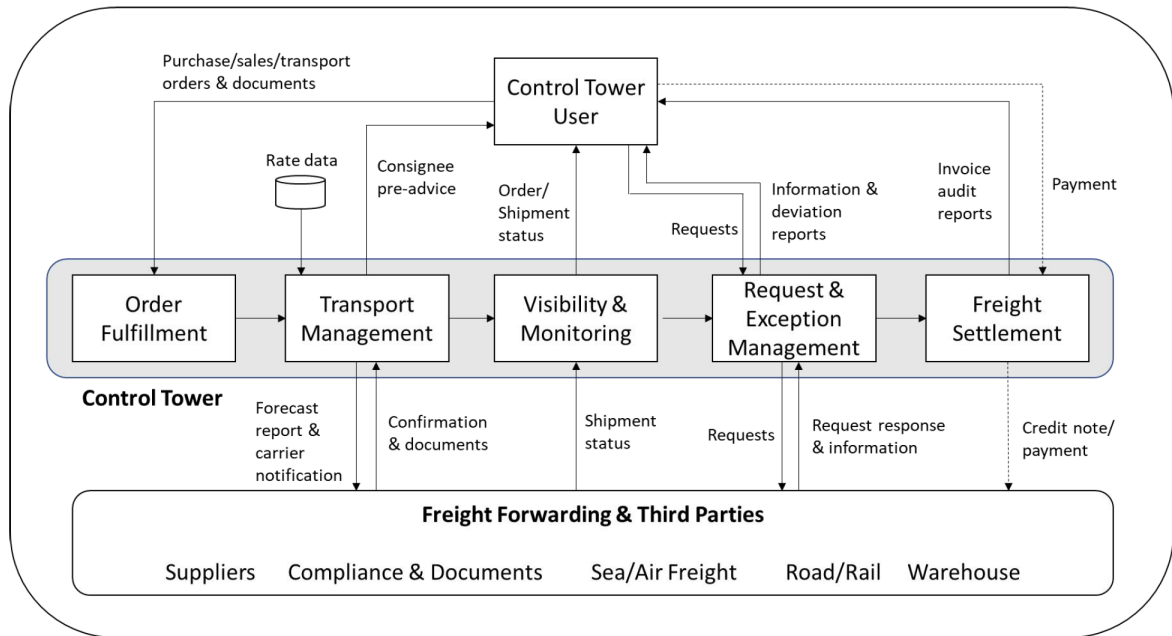 Purchase/sales/transport
orders & documents
Control Tower
User
Rate data
Consignee
pre-advice
Order/
Shipment
status
Requests
Information &
deviation
reports
Invoice
audit
reports
Payment
Order
Fulfillment
Transport
Management
Visibility &
Monitoring
Request &
Exception
Management
Freight
Settlement
Control Tower
Forecast
report &
carrier
notification
Confirmation
& documents
Shipment
status
Requests
Request response
& information
Credit note/
payment
Freight Forwarding & Third Parties
Suppliers Compliance & Documents Sea/Air Freight Road/Rail Warehouse